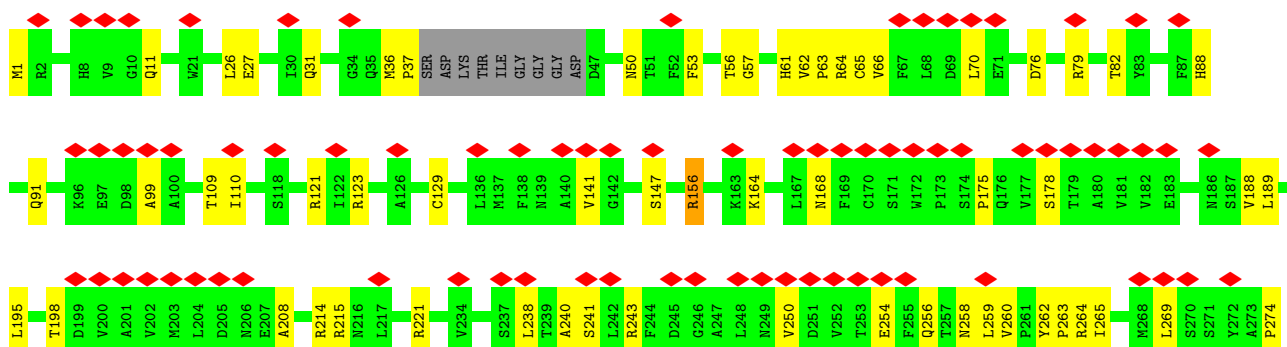 M1 R2 H8 V9 G10 Q11 W21 L26 E27 I30 Q31 G34 Q35 M36 P37 SER ASP LYS THR ILE GLY GLY GLY ASP D47 N50 T51 F52 F53 T56 G57 H61 V62 P63 R64 C65 V66 F67 L68 D69 L70 E71 D76 R79 T82 Y83 F87 H88
Q91 K96 E97 D98 A99 A100 T109 I110 S118 R121 I122 R123 A126 C129 L136 M137 F138 N139 A140 V141 G142 S147 R156 K163 K164 L167 N168 F169 C170 S171 W172 P173 S174 P175 Q176 V177 S178 T179 A180 V181 V182 E183 N186 S187 V188 L189
L195 T198 D199 V200 A201 V202 M203 L204 D205 N206 E207 A208 R214 R215 N216 L217 R221 V234 S237 L238 T239 A240 S241 L242 R243 F244 D245 G246 A247 L248 N249 V250 D251 V252 T253 E254 F255 Q256 T257 N258 L259 V260 P261 Y262 P263 R264 I265 M268 L269 S270 S271 Y272 A273 P274